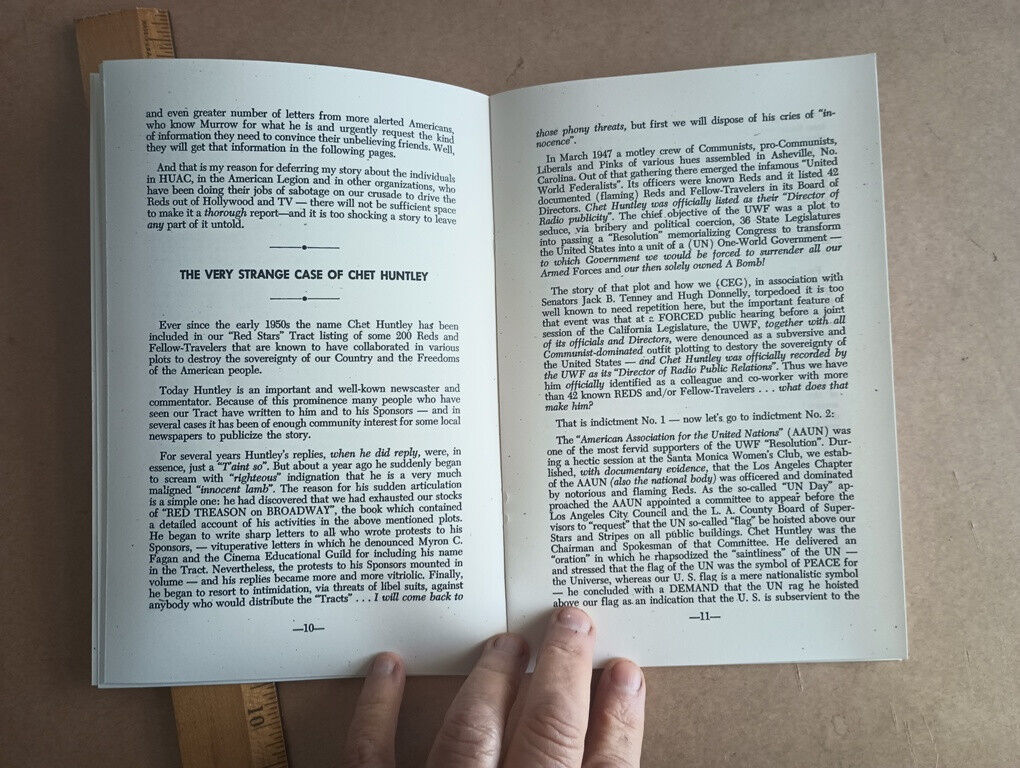 and even greater number of letters from more alerted Americans,
who know Murrow for what he is and urgently request the kind
of information they need to convince their unbelieving friends. Well,
they will get that information in the following pages.
And that is my reason for deferring my story about the individuals
in HUAC, in the American Legion and in other organizations, who
have been doing their jobs of sabotage on our crusade to drive the
Reds out of Hollywood and TV — there will not be sufficient space
to make it a thorough report—and it is too shocking a story to leave
any part of it untold.
THE VERY STRANGE CASE OF CHET HUNTLEY
Ever since the early 1950s the name Chet Huntley has been
included in our "Red Stars" Tract listing of some 200 Reds and
Fellow-Travelers that are known to have collaborated in various
plots to destroy the sovereignty of our Country and the Freedoms
of the American people.
Today Huntley is an important and well-kown newscaster and
commentator. Because of this prominence many people who have
seen our Tract have written to him and to his Sponsors — and in
several cases it has been of enough community interest for some local
newspapers to publicize the story.
For several years Huntley's replies, when he did reply, were, in
essence, just a "T'aint so". But about a year ago he suddenly began
to scream with "righteous" indignation that he is a very much
maligned "innocent lamb". The reason for his sudden articulation
is a simple one: he had discovered that we had exhausted our stocks
of "RED TREASON on BROADWAY", the book which contained
a detailed account of his activities in the above mentioned plots.
He began to write sharp letters to all who wrote protests to his
Sponsors, — vituperative letters in which he denounced Myron C.
Fagan and the Cinema Educational Guild for including his name
in the Tract. Nevertheless, the protests to his Sponsors mounted in
volume — and his replies became more and more vitriolic. Finally,
he began to resort to intimidation, via threats of libel suits, against
anybody who would distribute the "Tracts" . . . I will come back to
—10—
those phony threats, but first we will dispose of his cries of "in-
nocence".
In March 1947 a motley crew of Communists, pro-Communists,
Liberals and Pinks of various hues assembled in Asheville, No.
Carolina. Out of that gathering there emerged the infamous "United
World Federalists". Its officers were known Reds and it listed 42
documented (flaming) Reds and Fellow-Travelers in its Board of
Directors. Chet Huntley was officially listed as their "Director of
Radio publicity". The chief objective of the UWF was a plot to
seduce, via bribery and political coercion, 36 State Legislatures
into passing a "Resolution" memorializing Congress to transform
the United States into a unit of a (UN) One-World Government —
to which Government we would be forced to surrender all our
Armed Forces and our then solely owned A Bomb!
The story of that plot and how we (CEG), in association with
Senators Jack B. Tenney and Hugh Donnelly, torpedoed it is too
well known to need repetition here, but the important feature of
that event was that at a FORCED public hearing before a joint
session of the California Legislature, the UWF, together with all
of its officials and Directors, were denounced as a subversive and
Communist-dominated outfit plotting to destory the sovereignty of
the United States — and Chet Huntley was officially recorded by
the UWF as its "Director of Radio Public Relations". Thus we have
him officially identified as a colleague and co-worker with more
than 42 known REDS and/or Fellow-Travelers . . . what does that
make him?
That is indictment No. 1 — now let's go to indictment No. 2:
The "American Association for the United Nations" (AAUN) was
one of the most fervid supporters of the UWF "Resolution". Dur-
ing a hectic session at the Santa Monica Women's Club, we estab-
lished, with documentary evidence, that the Los Angeles Chapter
of the AAUN (also the national body) was officered and dominated
by notorious and flaming Reds. As the so-called "UN Day" ap-
proached the AAUN appointed a committee to appear before the
Los Angeles City Council and the L. A. County Board of Super-
visors to "request" that the UN so-called "flag" be hoisted above our
Stars and Stripes on all public buildings. Chet Huntley was the
Chairman and Spokesman of that Committee. He delivered an
"oration" in which he rhapsodized the "saintliness" of the UN —
and stressed that the flag of the UN was the symbol of PEACE for
the Universe, whereas our U. S. flag is a mere nationalistic symbol
— he concluded with a DEMAND that the UN rag he hoisted
above our flag as an indication that the U. S. is subservient to the
—11—
10